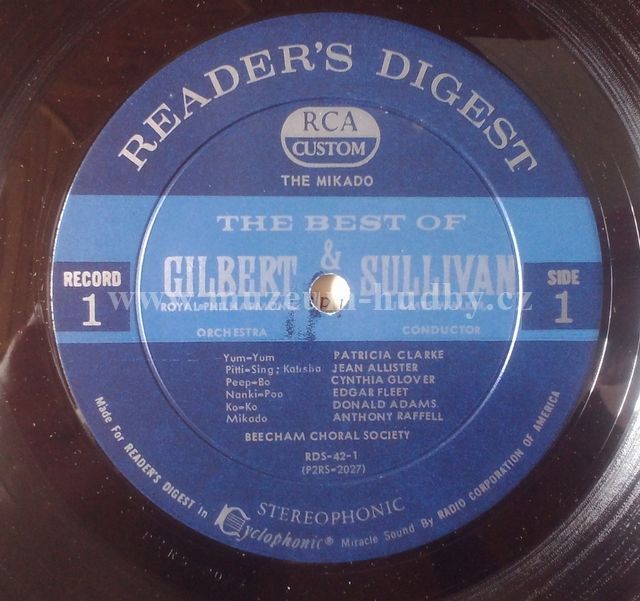 READER'S DIGEST
RCA
CUSTOM
THE MIKADO
THE BEST OF
GILBERT & SULLIVAN
RECORD
1
SIDE
1
www.muzeum-hudby.cz
ROYAL PHILHARMONIC
ORCHESTRA
CONDUCTOR
Yum=Yum PATRICIA CLARKE
Pitti=Sing; Katisha JEAN ALLISTER
Peep=Bo CYNTHIA GLOVER
Nanki=Poo EDGAR FLEET
Ko=Ko DONALD ADAMS
Mikado ANTHONY RAFFELL
BEECHAM CHORAL SOCIETY
RDS-42-1
(P2RS=2027)
STEREOPHONIC
Made For READER'S DIGEST in Cyclophonic® Miracle Sound By RADIO CORPORATION OF AMERICA